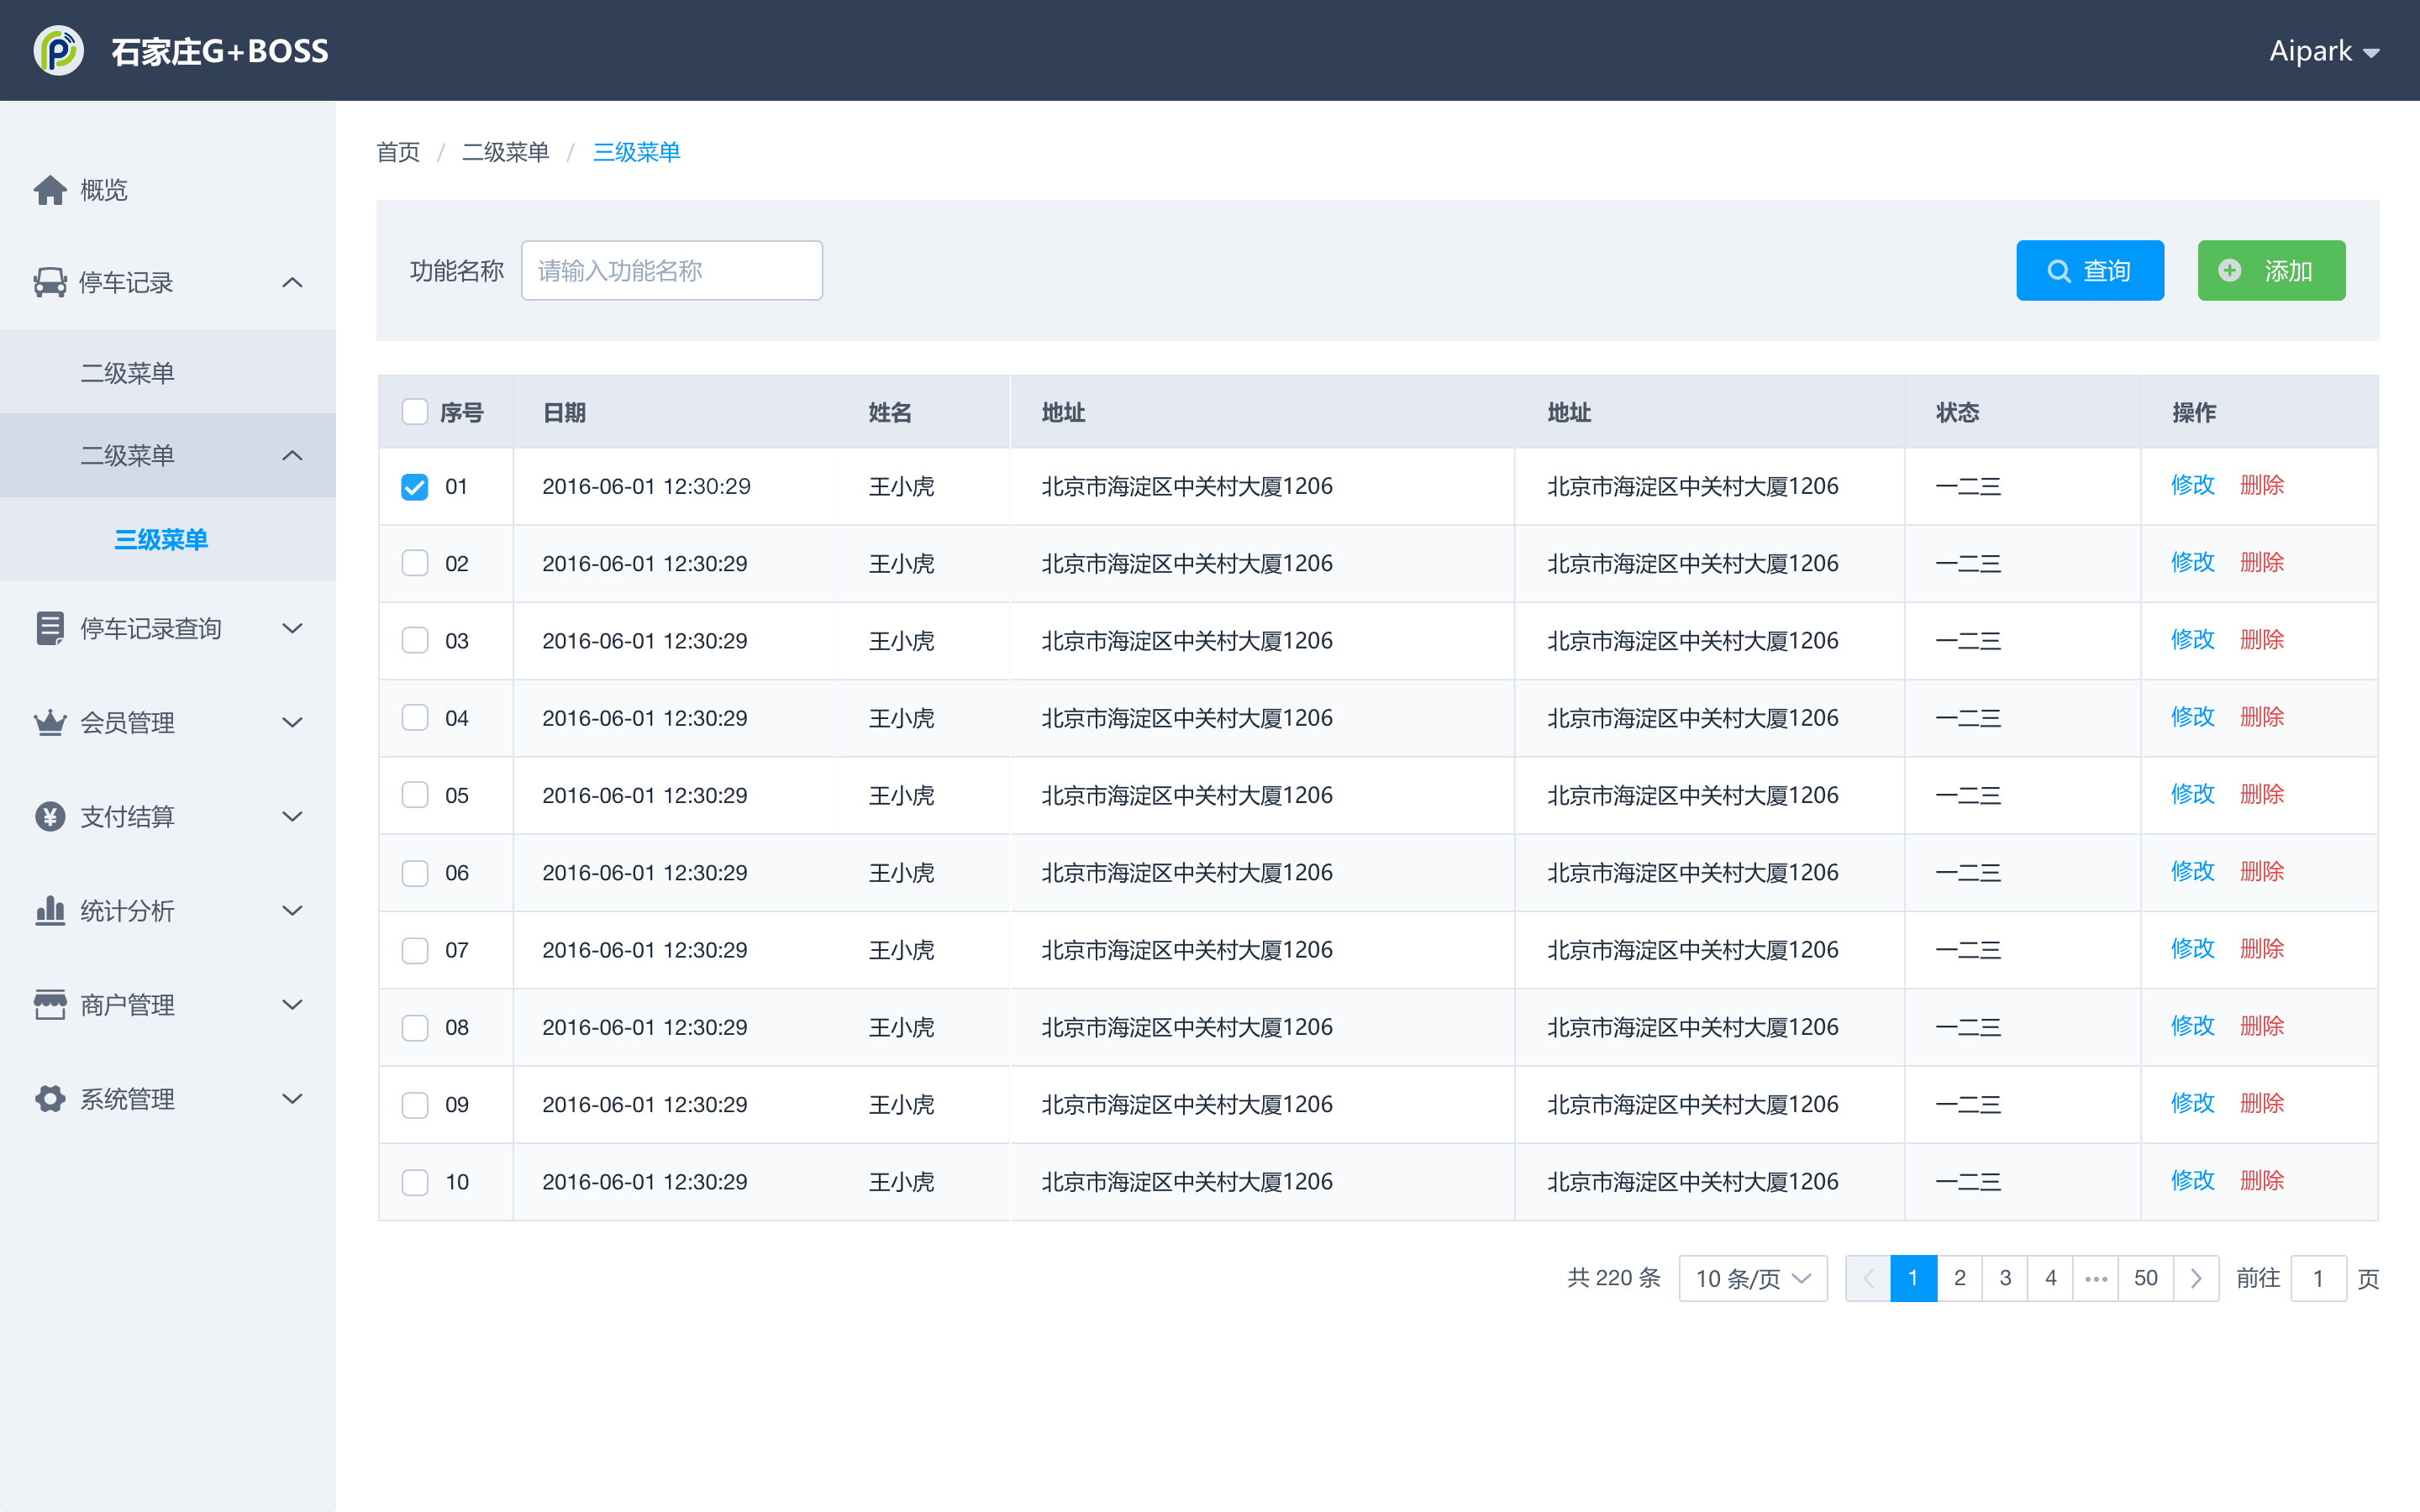 石家庄G+BOSS
Aipark
首页 / 二级菜单 / 三级菜单
概览
停车记录
二级菜单
二级菜单
三级菜单
停车记录查询
会员管理
支付结算
统计分析
商户管理
系统管理
功能名称 请输入功能名称 查询 添加
序号 日期 姓名 地址 地址 状态 操作
01 2016-06-01 12:30:29 王小虎 北京市海淀区中关村大厦1206 北京市海淀区中关村大厦1206 一二三 修改 删除
02 2016-06-01 12:30:29 王小虎 北京市海淀区中关村大厦1206 北京市海淀区中关村大厦1206 一二三 修改 删除
03 2016-06-01 12:30:29 王小虎 北京市海淀区中关村大厦1206 北京市海淀区中关村大厦1206 一二三 修改 删除
04 2016-06-01 12:30:29 王小虎 北京市海淀区中关村大厦1206 北京市海淀区中关村大厦1206 一二三 修改 删除
05 2016-06-01 12:30:29 王小虎 北京市海淀区中关村大厦1206 北京市海淀区中关村大厦1206 一二三 修改 删除
06 2016-06-01 12:30:29 王小虎 北京市海淀区中关村大厦1206 北京市海淀区中关村大厦1206 一二三 修改 删除
07 2016-06-01 12:30:29 王小虎 北京市海淀区中关村大厦1206 北京市海淀区中关村大厦1206 一二三 修改 删除
08 2016-06-01 12:30:29 王小虎 北京市海淀区中关村大厦1206 北京市海淀区中关村大厦1206 一二三 修改 删除
09 2016-06-01 12:30:29 王小虎 北京市海淀区中关村大厦1206 北京市海淀区中关村大厦1206 一二三 修改 删除
10 2016-06-01 12:30:29 王小虎 北京市海淀区中关村大厦1206 北京市海淀区中关村大厦1206 一二三 修改 删除
共 220 条 10 条/页 1 2 3 4 ••• 50 前往 1 页